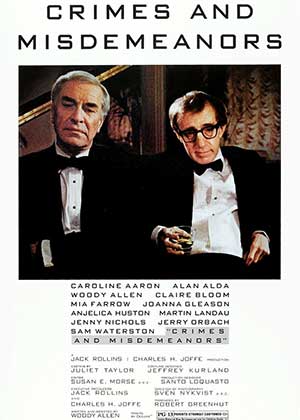 CRIMES AND
MISDEMEANORS
CAROLINE AARON ALAN ALDA
WOODY ALLEN CLAIRE BLOOM
MIA FARROW JOANNA GLEASON
ANJELICA HUSTON MARTIN LANDAU
JENNY NICHOLS JERRY ORBACH
SAM WATERSTON "CRIMES
AND MISDEMEANORS"
JACK ROLLINS CHARLES H. JOFFE PRODUCTION
JULIET TAYLOR JEFFREY KURLAND
SUSAN E. MORSE SANTO LOQUASTO
JACK ROLLINS SVEN NYKVIST
CHARLES H. JOFFE ROBERT GREENHUT
WOODY ALLEN PG-13